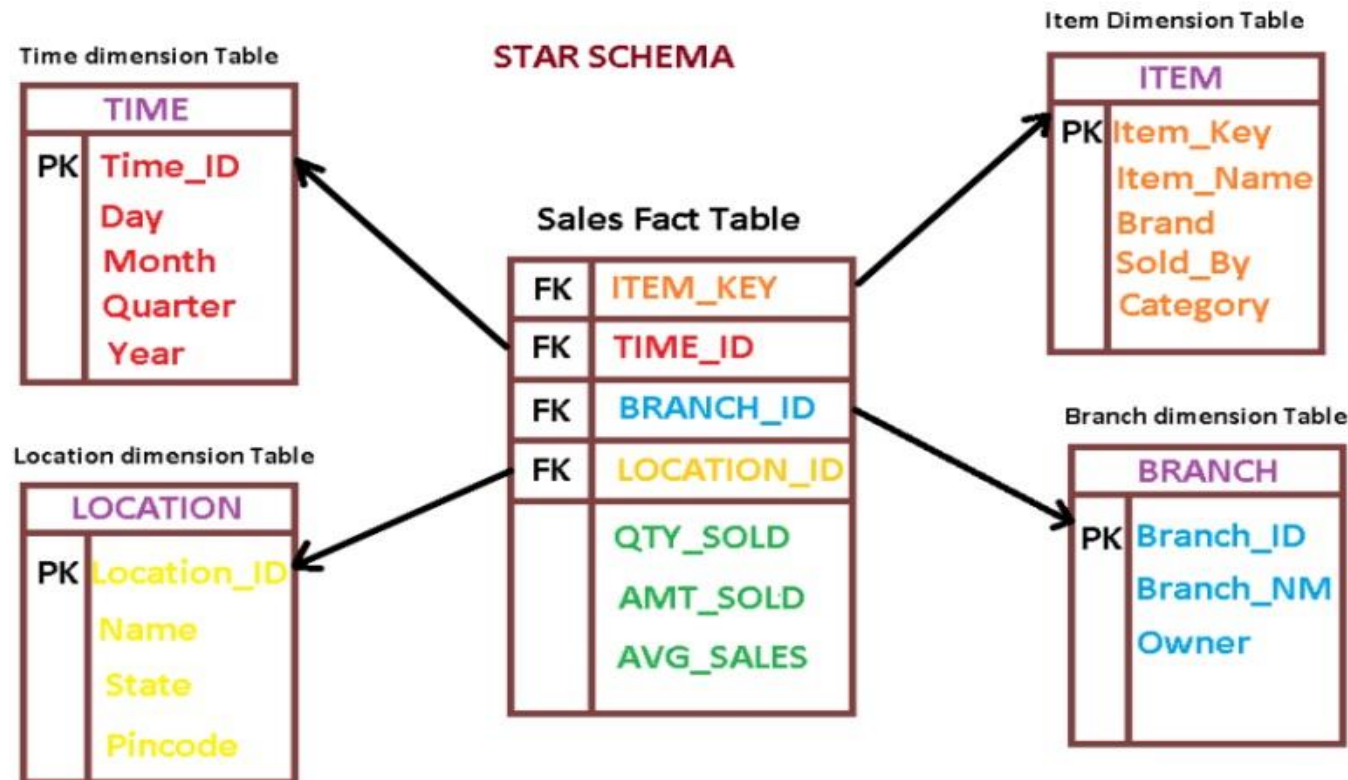 STAR SCHEMA
Time dimension Table
TIME
PK Time_ID
Day
Month
Quarter
Year
Item Dimension Table
ITEM
PK Item_Key
Item_Name
Brand
Sold_By
Category
Sales Fact Table
FK ITEM_KEY
FK TIME_ID
FK BRANCH_ID
FK LOCATION_ID
QTY_SOLD
AMT_SOLD
AVG_SALES
Location dimension Table
LOCATION
PK Location_ID
Name
State
Pincode
Branch dimension Table
BRANCH
PK Branch_ID
Branch_NM
Owner